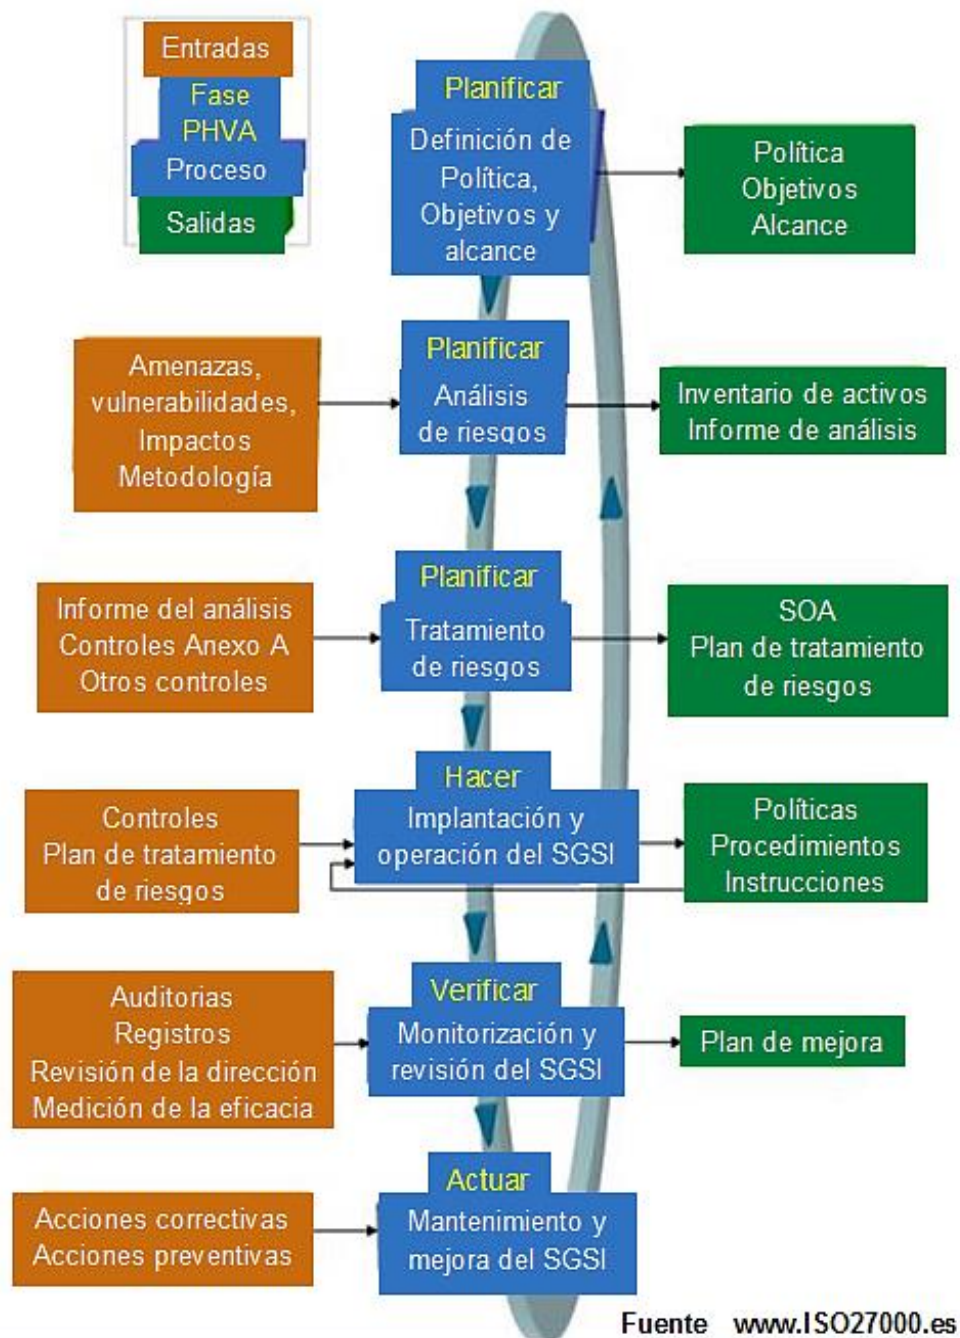 Entradas
Fase
PHVA
Proceso
Salidas
Planificar
Definición de
Política,
Objetivos y
alcance
Política
Objetivos
Alcance
Amenazas,
vulnerabilidades,
Impactos
Metodología
Planificar
Análisis
de riesgos
Inventario de activos
Informe de análisis
Informe del análisis
Controles Anexo A
Otros controles
Planificar
Tratamiento
de riesgos
SOA
Plan de tratamiento
de riesgos
Controles
Plan de tratamiento
de riesgos
Hacer
Implantación y
operación del SGSI
Políticas
Procedimientos
Instrucciones
Auditorias
Registros
Revisión de la dirección
Medición de la eficacia
Verificar
Monitorización y
revisión del SGSI
Plan de mejora
Acciones correctivas
Acciones preventivas
Actuar
Mantenimiento y
mejora del SGSI
Fuente www.ISO27000.es